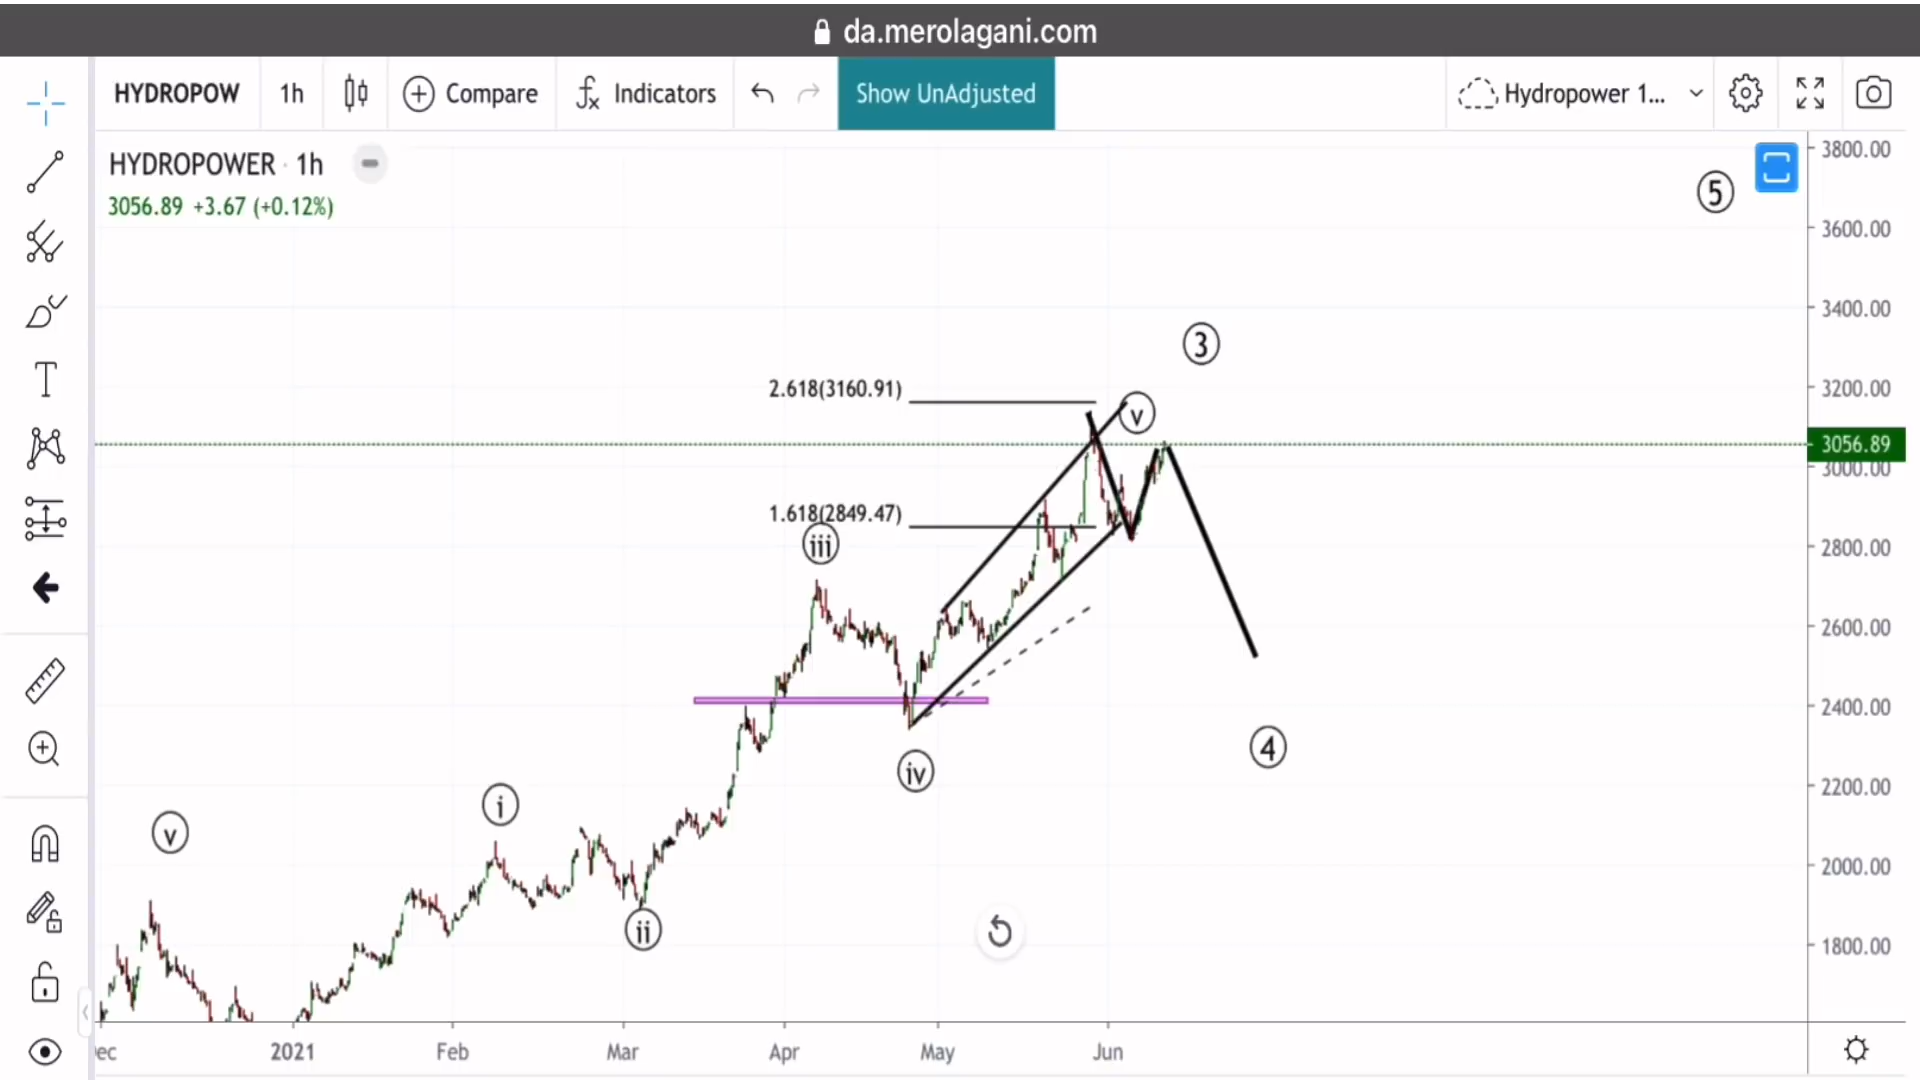 da.merolagani.com
HYDROPOW 1h Compare Indicators Show UnAdjusted Hydropower 1...
HYDROPOWER · 1h
3056.89 +3.67 (+0.12%)
3800.00
5
3600.00
3400.00
3
2.618(3160.91)
3200.00
v
3056.89
3000.00
1.618(2849.47)
iii
2800.00
2600.00
2400.00
4
iv
2200.00
i
v
2000.00
ii
1800.00
ec 2021 Feb Mar Apr May Jun